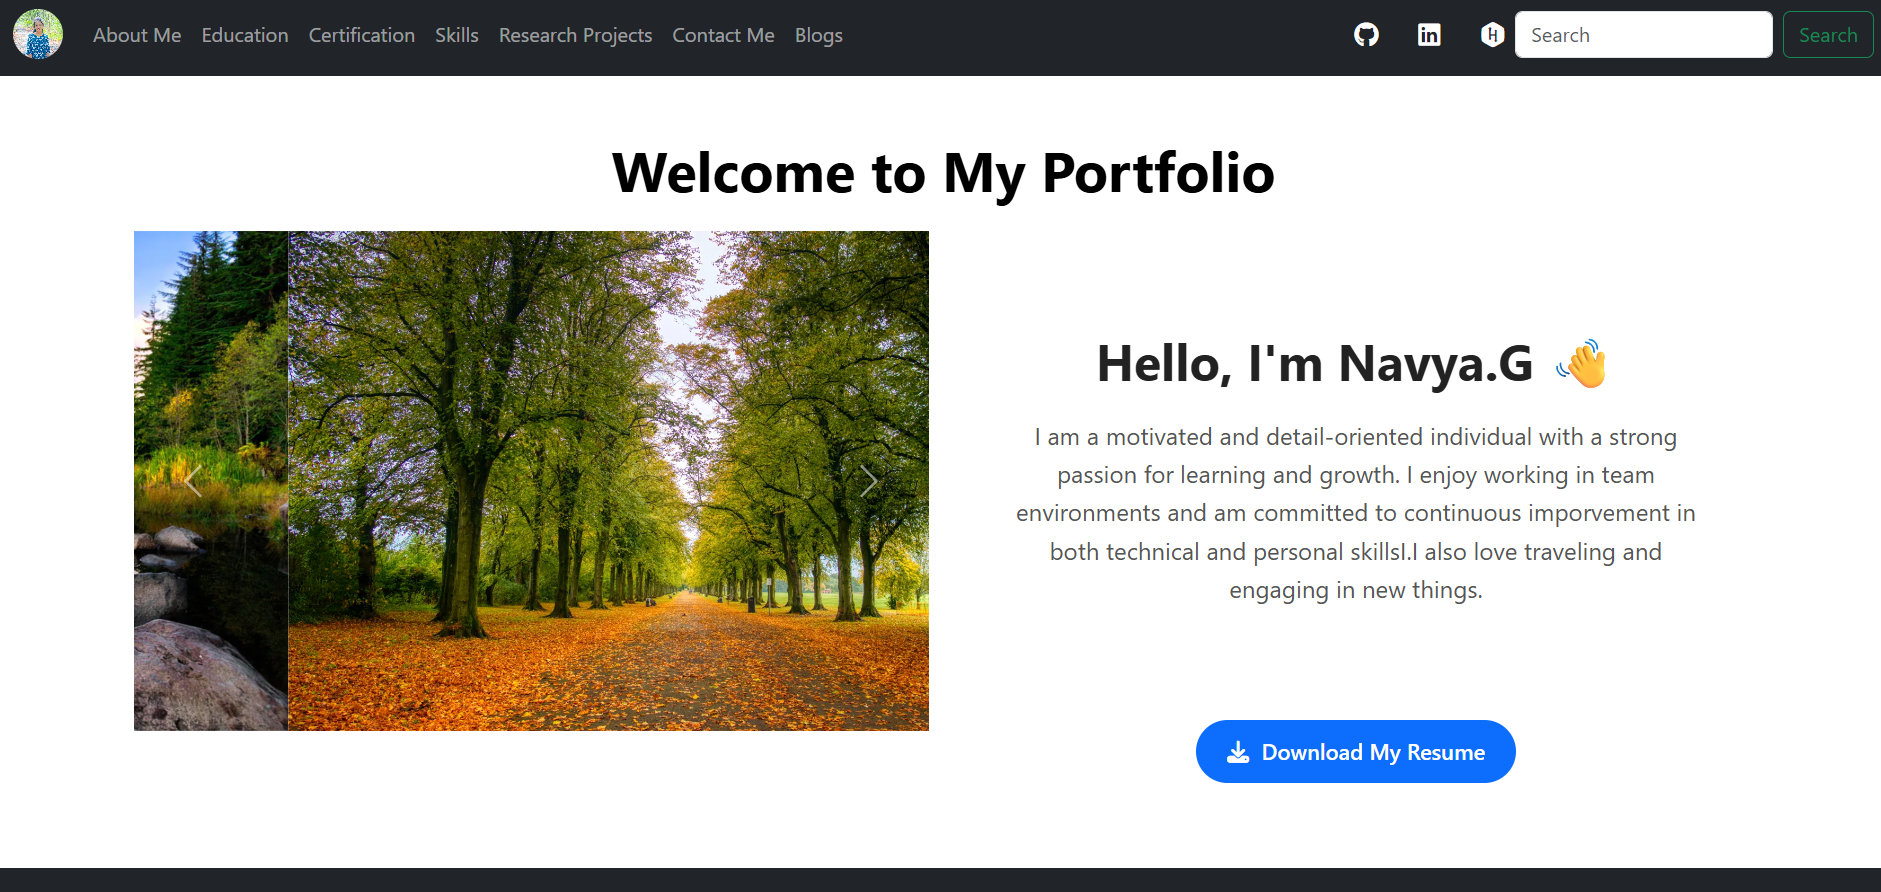 About Me Education Certification Skills Research Projects Contact Me Blogs Search Search
Welcome to My Portfolio
Hello, I'm Navya.G 👋
I am a motivated and detail-oriented individual with a strong
passion for learning and growth. I enjoy working in team
environments and am committed to continuous imporvement in
both technical and personal skillsI.I also love traveling and
engaging in new things.
Download My Resume